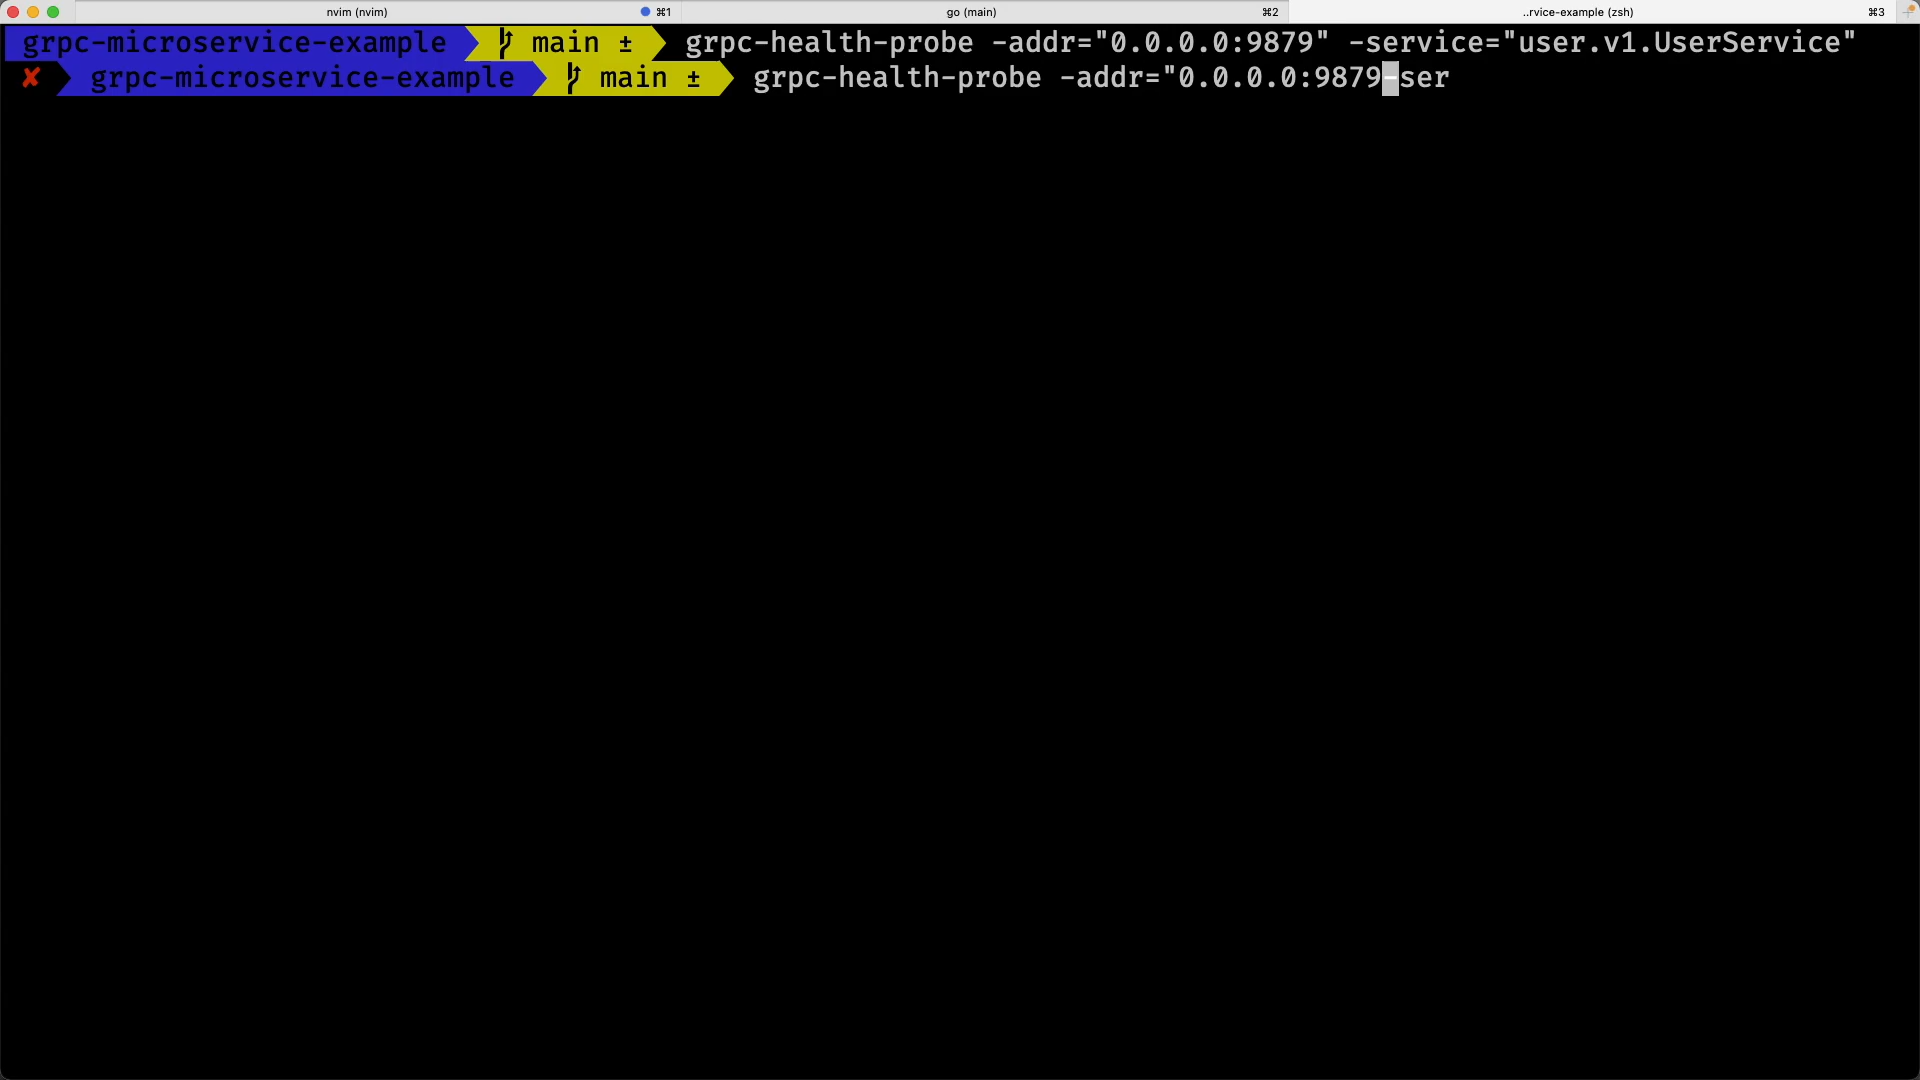 nvim (nvim) ⌘1 go (main) ⌘2 ..rvice-example (zsh) ⌘3
grpc-microservice-example main ± grpc-health-probe -addr="0.0.0.0:9879" -service="user.v1.UserService"
✘ grpc-microservice-example main ± grpc-health-probe -addr="0.0.0.0:9879-ser